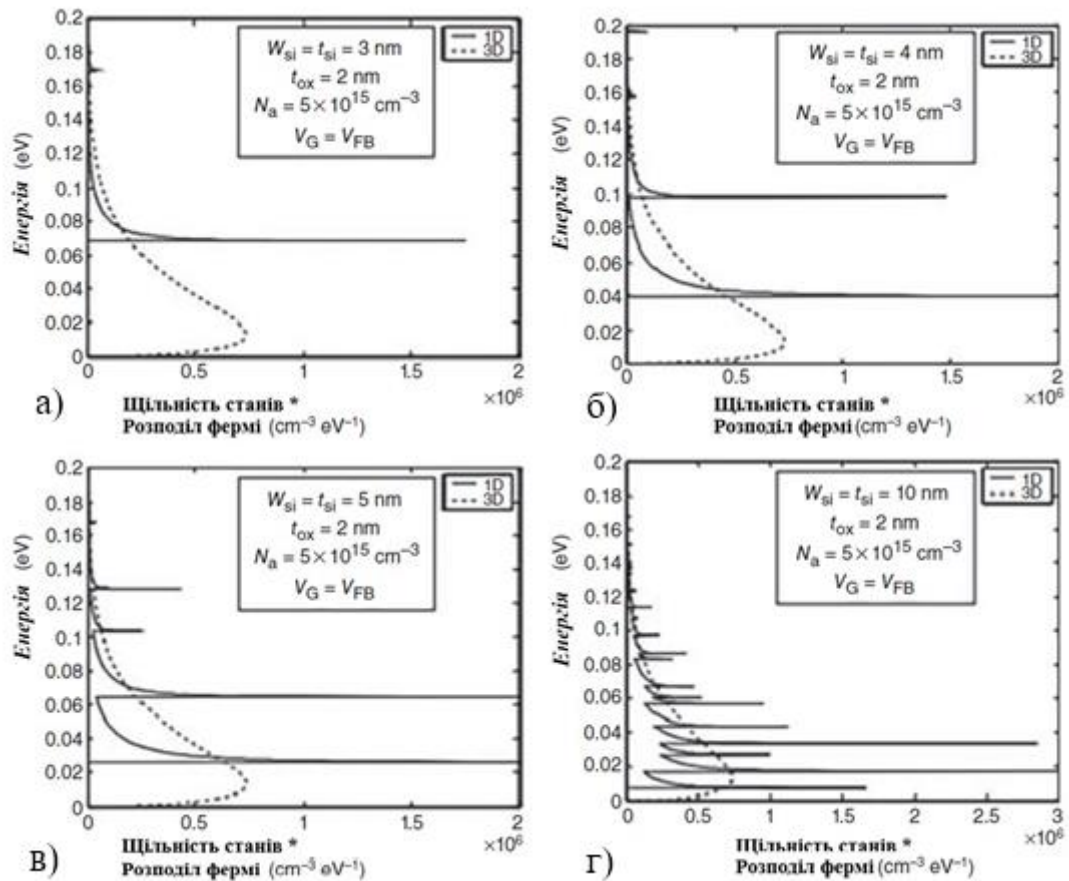 0.2
0.18
0.16
0.14
0.12
0.1
0.08
0.06
0.04
0.02
0
Енергія (eV)
W_si = t_si = 3 nm
t_ox = 2 nm
N_a = 5×10^15 cm^−3
V_G = V_FB
1D
3D
0 0.5 1 1.5 2
×10^6
а)
Щільність станів *
Розподіл фермі (cm^−3 eV^−1)
0.2
0.18
0.16
0.14
0.12
0.1
0.08
0.06
0.04
0.02
0
Енергія (eV)
W_si = t_si = 4 nm
t_ox = 2 nm
N_a = 5×10^15 cm^−3
V_G = V_FB
1D
3D
0 0.5 1 1.5 2
×10^6
б)
Щільність станів *
Розподіл фермі (cm^−3 eV^−1)
0.2
0.18
0.16
0.14
0.12
0.1
0.08
0.06
0.04
0.02
0
Енергія (eV)
W_si = t_si = 5 nm
t_ox = 2 nm
N_a = 5×10^15 cm^−3
V_G = V_FB
1D
3D
0 0.5 1 1.5 2
×10^6
в)
Щільність станів *
Розподіл фермі (cm^−3 eV^−1)
0.2
0.18
0.16
0.14
0.12
0.1
0.08
0.06
0.04
0.02
0
Енергія (eV)
W_si = t_si = 10 nm
t_ox = 2 nm
N_a = 5×10^15 cm^−3
V_G = V_FB
1D
3D
0 0.5 1 1.5 2 2.5 3
×10^6
г)
Щільність станів *
Розподіл фермі (cm^−3 eV^−1)